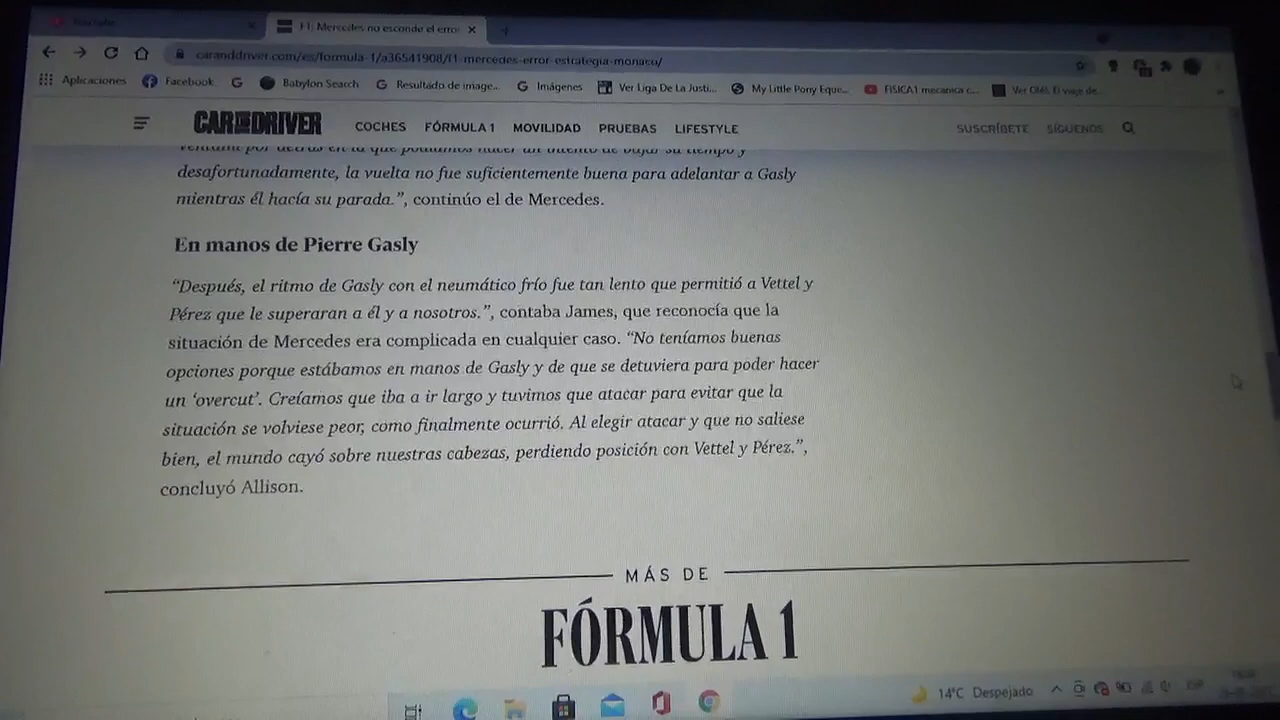 YouTube
F1: Mercedes no esconde el erro
caranddriver.com/es/formula-1/a36541908/f1-mercedes-error-estrategia-monaco/
Aplicaciones Facebook Babylon Search Resultado de image... Imágenes Ver Liga De La Justi... My Little Pony Eque... FISICA1 mecanica c...
CAR AND DRIVER COCHES FÓRMULA 1 MOVILIDAD PRUEBAS LIFESTYLE SUSCRÍBETE SÍGUENOS
desafortunadamente, la vuelta no fue suficientemente buena para adelantar a Gasly
mientras él hacía su parada.”, continúo el de Mercedes.
En manos de Pierre Gasly
“Después, el ritmo de Gasly con el neumático frío fue tan lento que permitió a Vettel y
Pérez que le superaran a él y a nosotros.”, contaba James, que reconocía que la
situación de Mercedes era complicada en cualquier caso. “No teníamos buenas
opciones porque estábamos en manos de Gasly y de que se detuviera para poder hacer
un ‘overcut’. Creíamos que iba a ir largo y tuvimos que atacar para evitar que la
situación se volviese peor, como finalmente ocurrió. Al elegir atacar y que no saliese
bien, el mundo cayó sobre nuestras cabezas, perdiendo posición con Vettel y Pérez.”,
concluyó Allison.
MÁS DE
FÓRMULA 1
14°C Despejado ESP